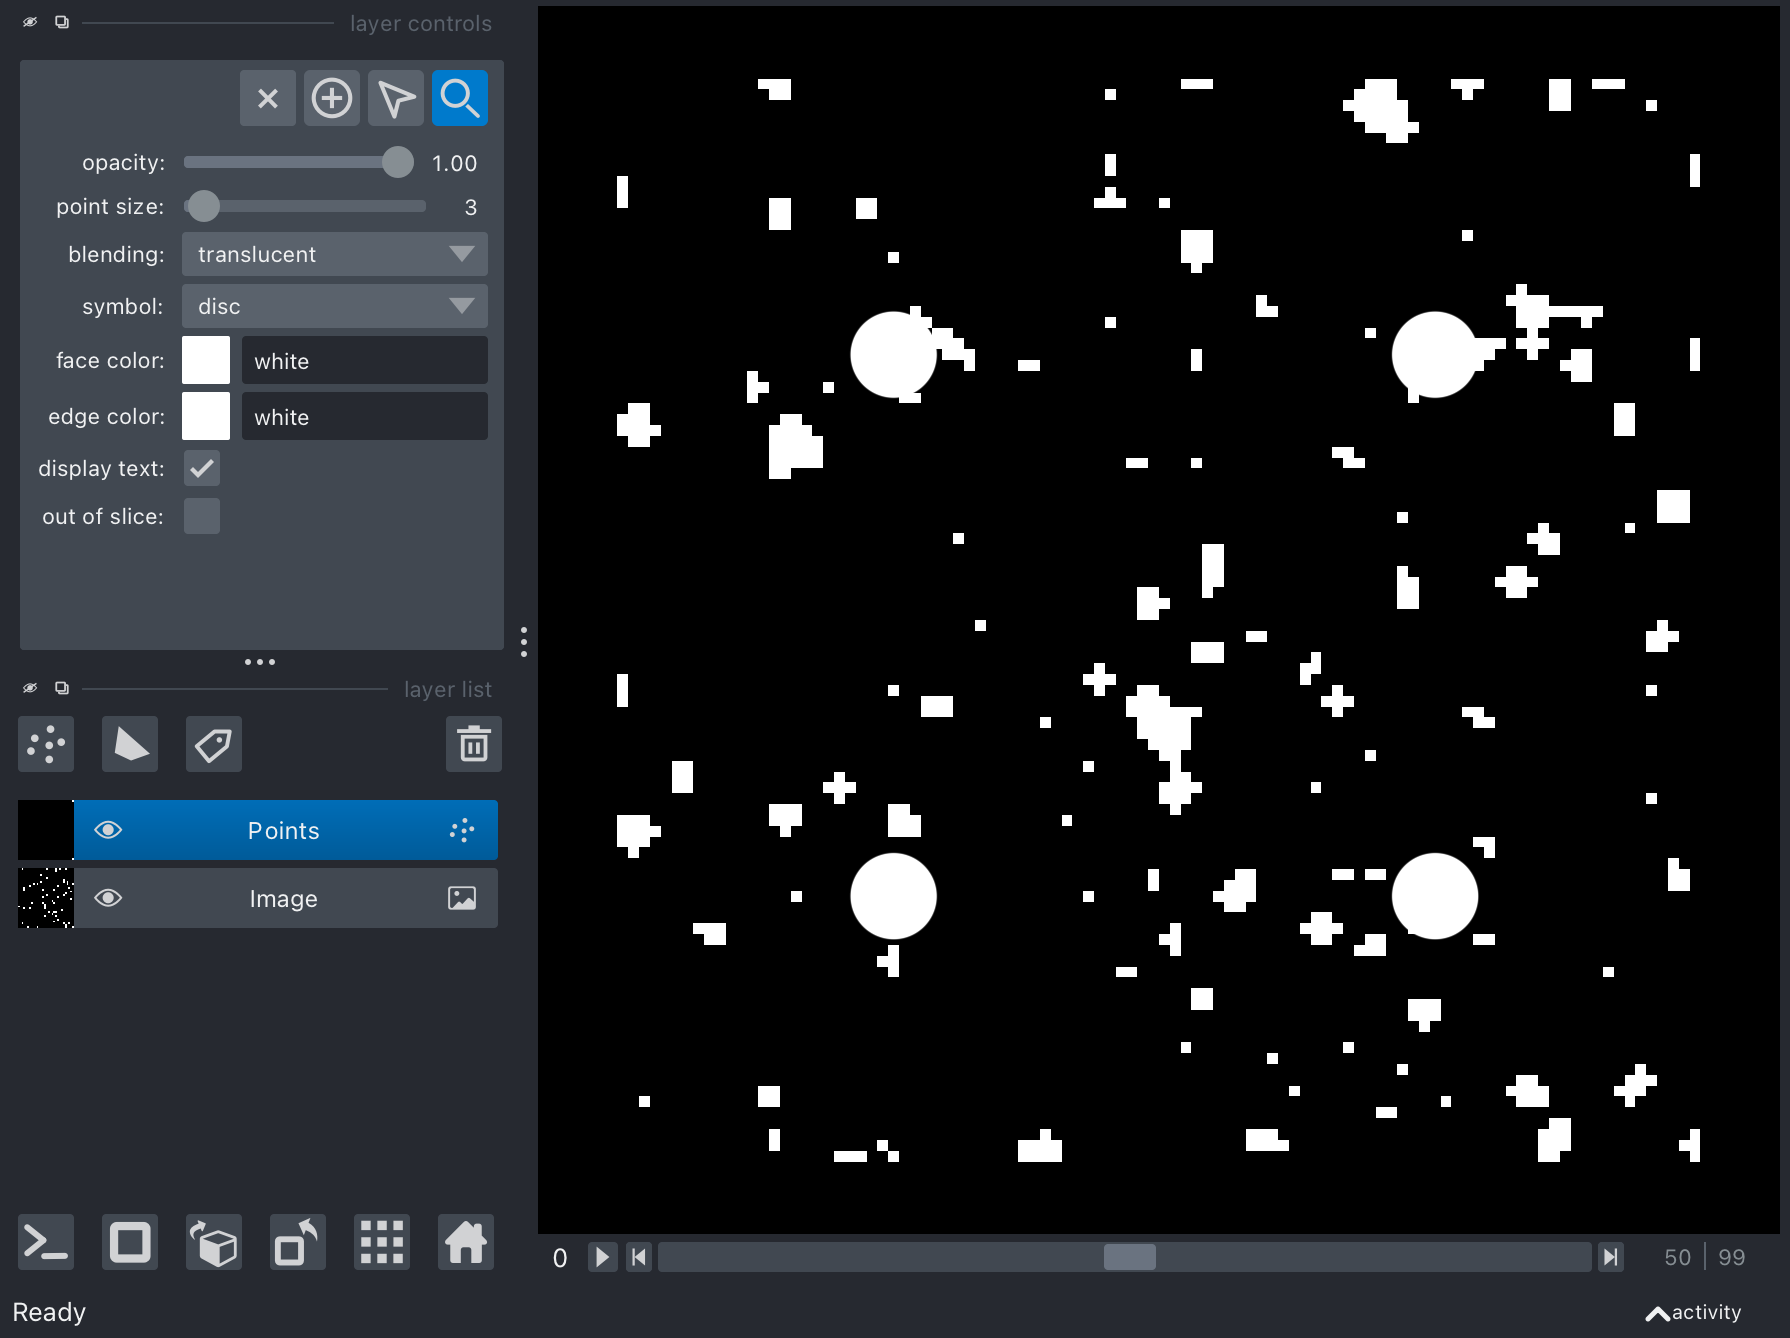 layer controls
opacity: 1.00
point size: 3
blending: translucent
symbol: disc
face color: white
edge color: white
display text:
out of slice:
layer list
Points
Image
0 50 99
Ready
activity